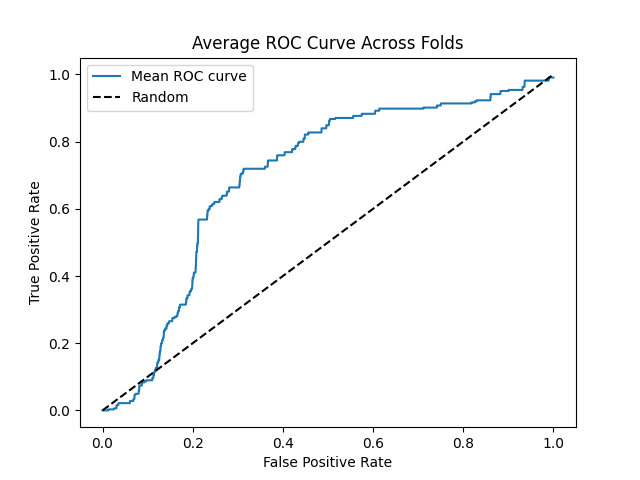 Average ROC Curve Across Folds
Mean ROC curve
Random
True Positive Rate
1.0
0.8
0.6
0.4
0.2
0.0
0.0 0.2 0.4 0.6 0.8 1.0
False Positive Rate